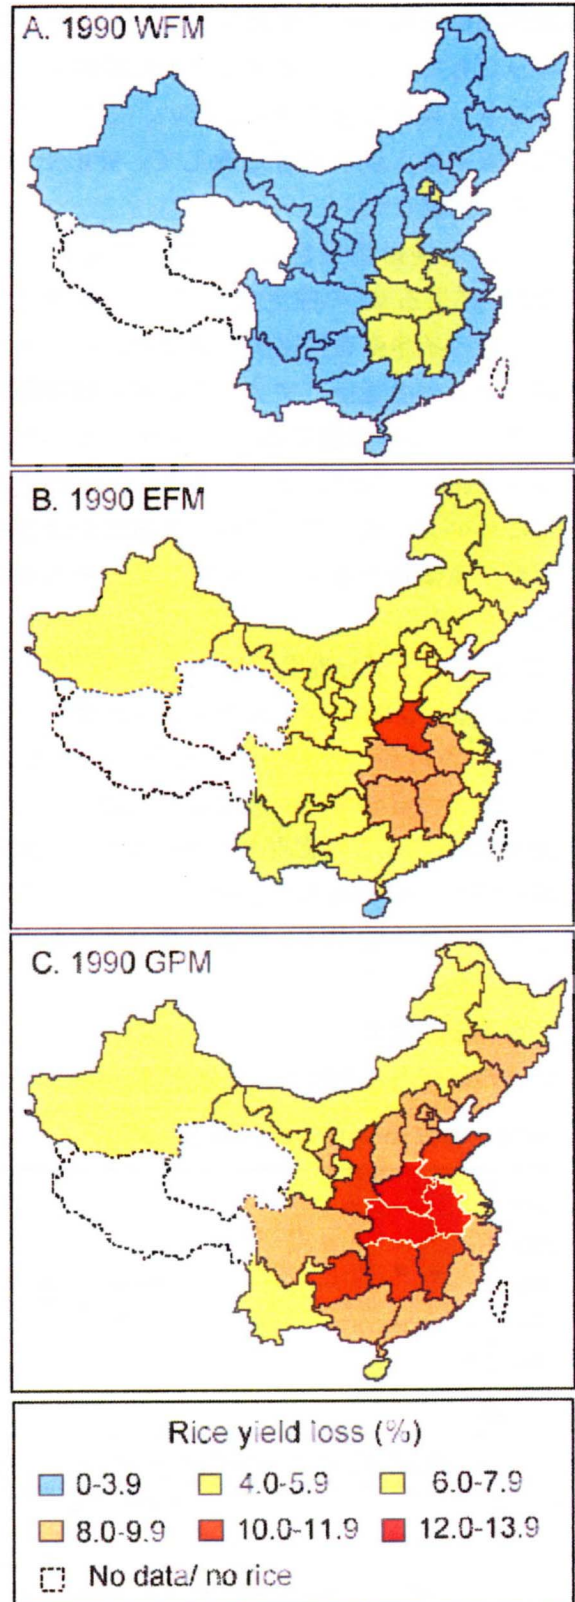 A. 1990 WFM
B. 1990 EFM
C. 1990 GPM
Rice yield loss (%)
0-3.9 4.0-5.9 6.0-7.9
8.0-9.9 10.0-11.9 12.0-13.9
No data/ no rice